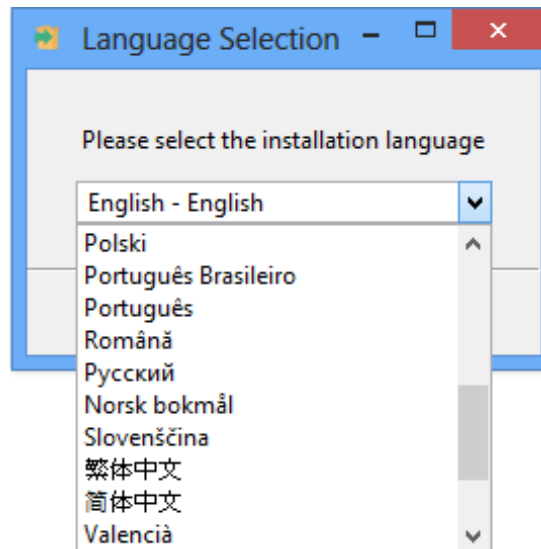 Language Selection
Please select the installation language
English - English
Polski
Português Brasileiro
Português
Română
Русский
Norsk bokmål
Slovenščina
繁体中文
简体中文
Valencià